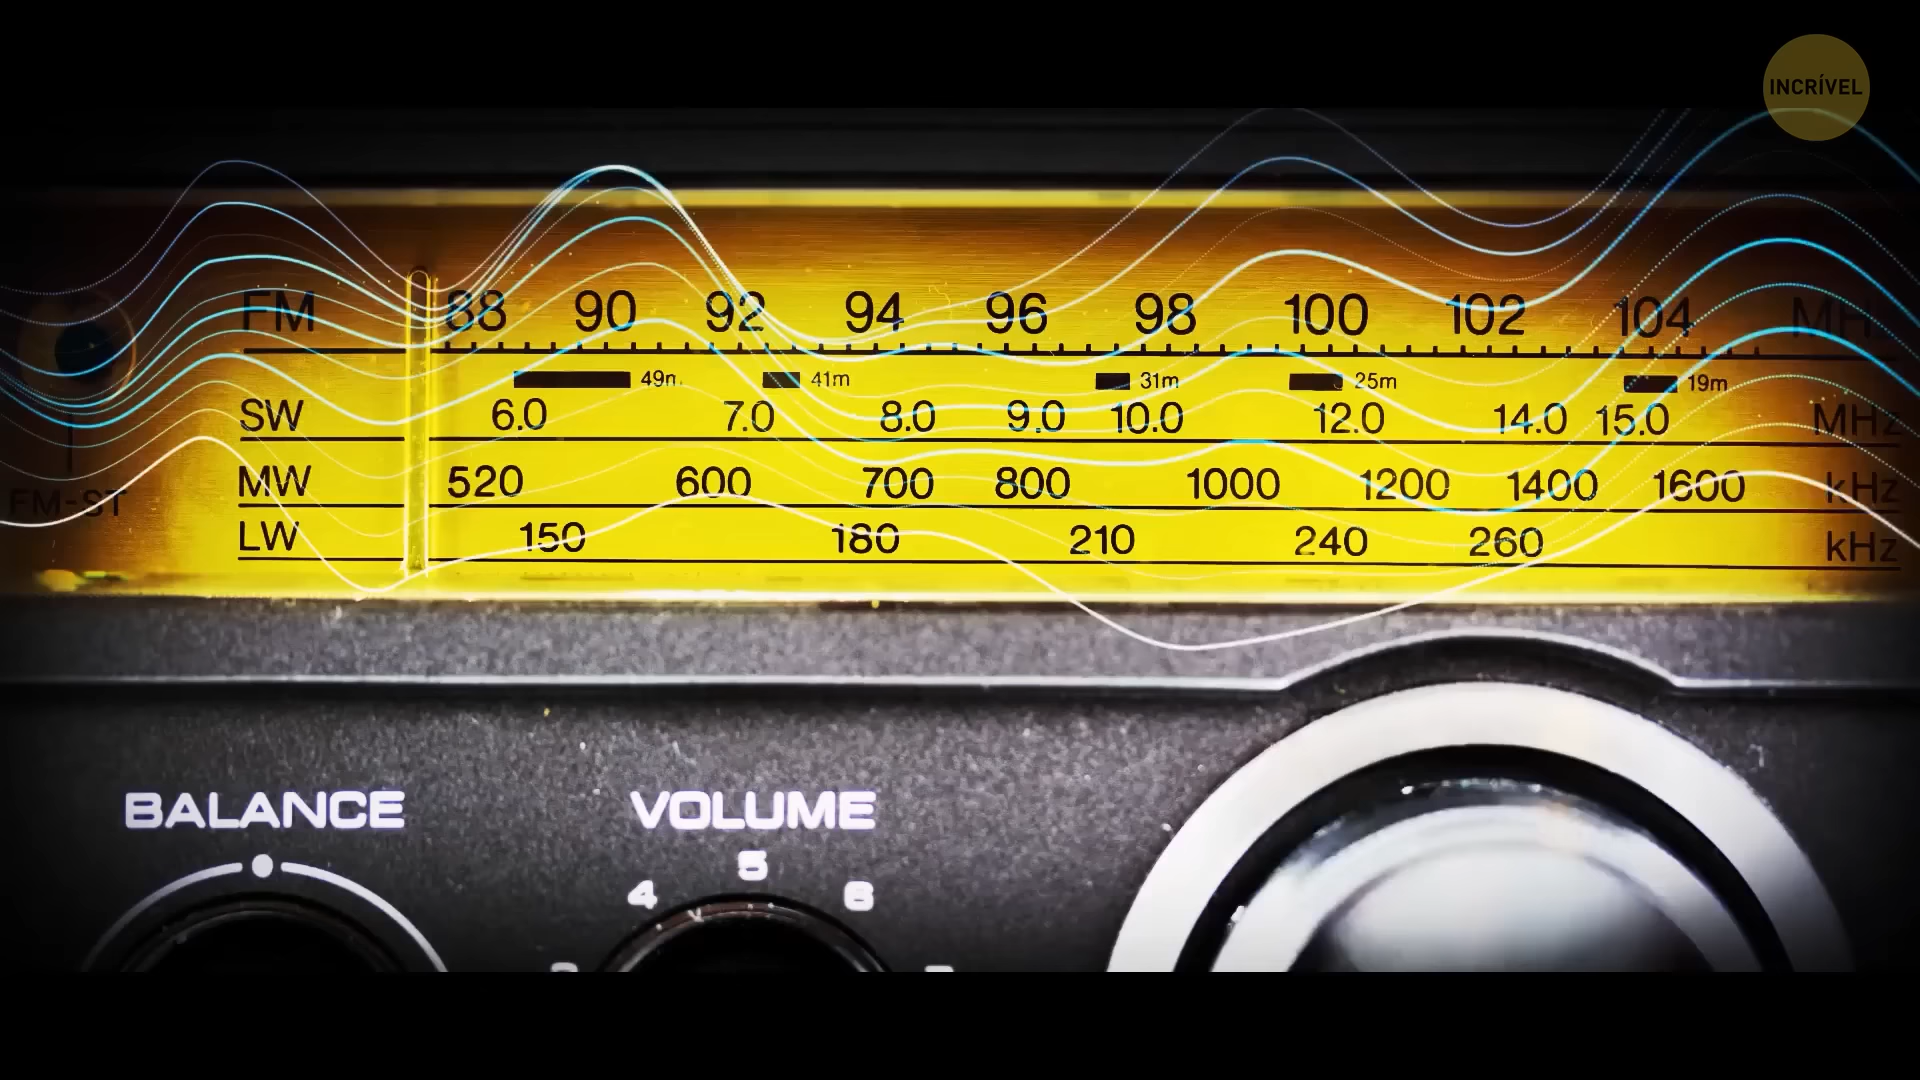 INCRÍVEL
FM 88 90 92 94 96 98 100 102 104 MHz
49m 41m 31m 25m 19m
SW 6.0 7.0 8.0 9.0 10.0 12.0 14.0 15.0 MHz
MW 520 600 700 800 1000 1200 1400 1600 kHz
FM-ST
LW 150 180 210 240 260 kHz
BALANCE VOLUME
5
4 6